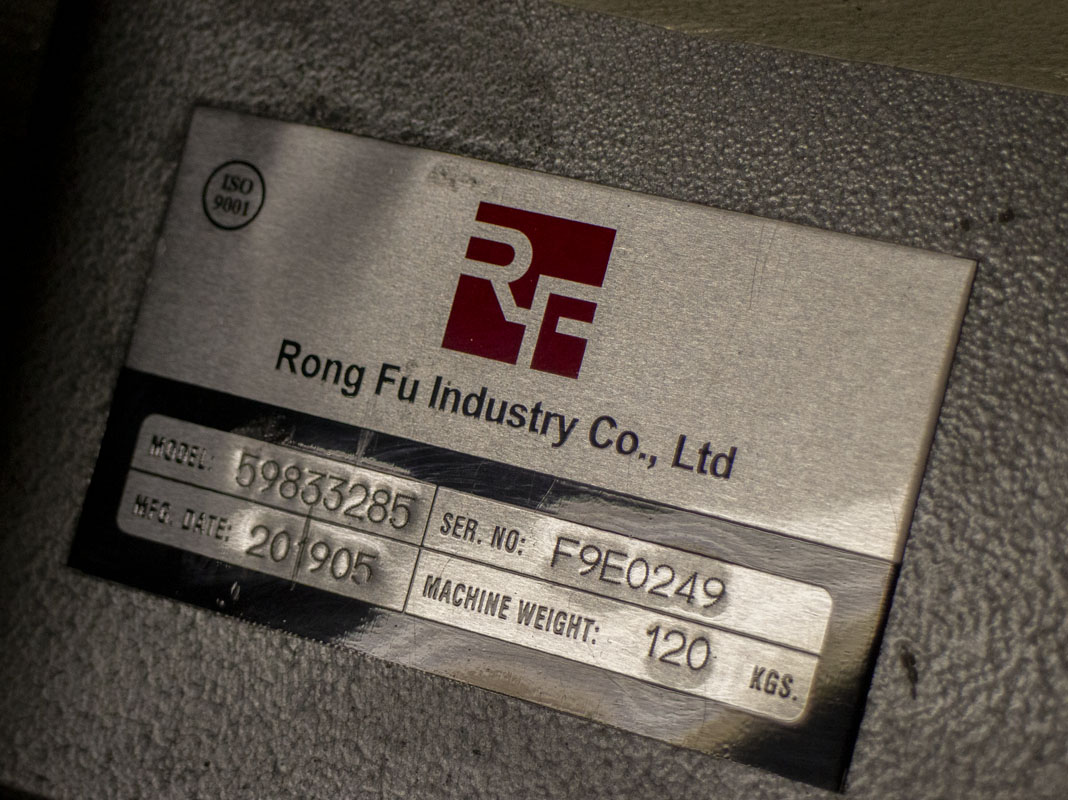 ISO
9001
RF
Rong Fu Industry Co., Ltd
MODEL: 59833285
SER. NO: F9E0249
MFG. DATE: 201905
MACHINE WEIGHT: 120 KGS.